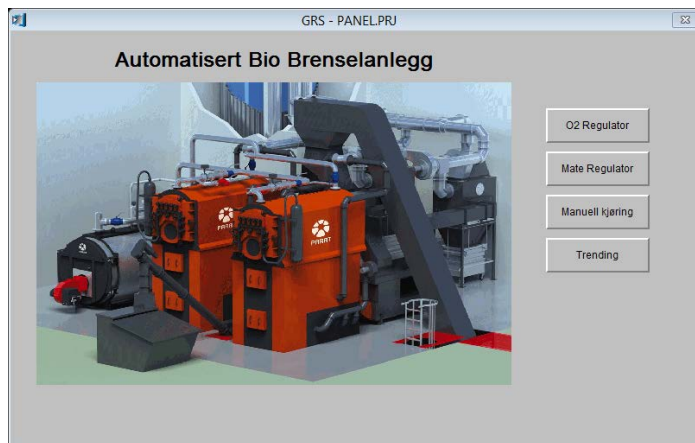 GRS - PANEL.PRJ
Automatisert Bio Brenselanlegg
O2 Regulator
Mate Regulator
Manuell kjøring
Trending
PARAT
PARAT